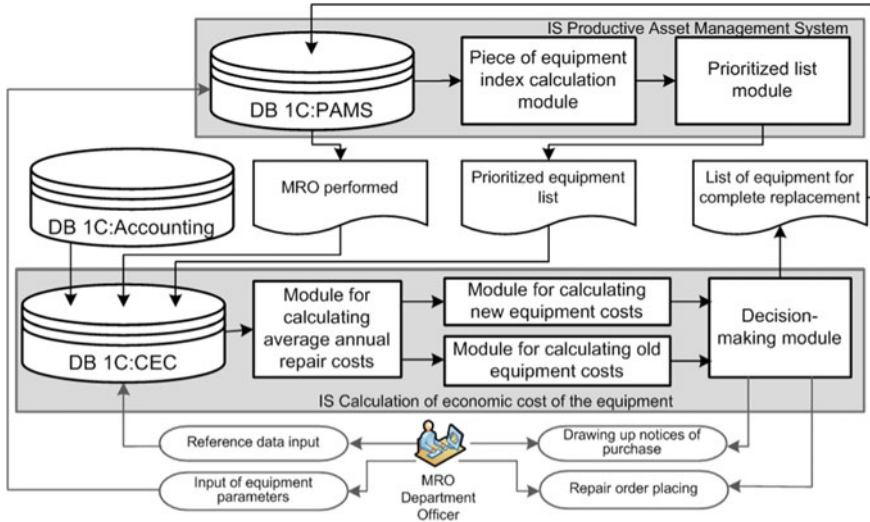 IS Productive Asset Management System
DB 1C:PAMS
Piece of equipment
index calculation
module
Prioritized list
module
DB 1C:Accounting
MRO performed
Prioritized equipment
list
List of equipment for
complete replacement
DB 1C:CEC
Module for
calculating
average annual
repair costs
Module for calculating
new equipment costs
Module for calculating old
equipment costs
Decision-
making module
IS Calculation of economic cost of the equipment
Reference data input
Drawing up notices of
purchase
Input of equipment
parameters
MRO
Department
Officer
Repair order placing